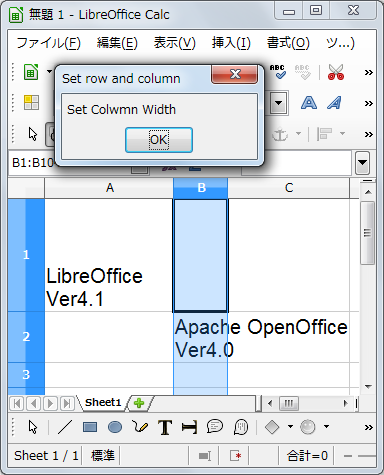 無題 1 - LibreOffice Calc
ファイル(F) 編集(E) 表示(V) 挿入(I) 書式(O) ツ...)
Set row and column
Set Colwmn Width
OK
B1:B10
A B C
1
LibreOffice
Ver4.1
2
Apache OpenOffice
Ver4.0
3
Sheet1
Sheet 1 / 1 標準 合計=0